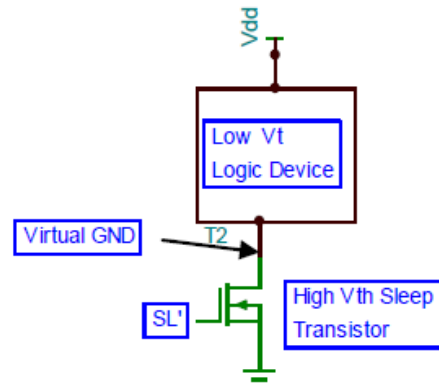 Vdd
Low Vt
Logic Device
Virtual GND
T2
SL'
High Vth Sleep
Transistor